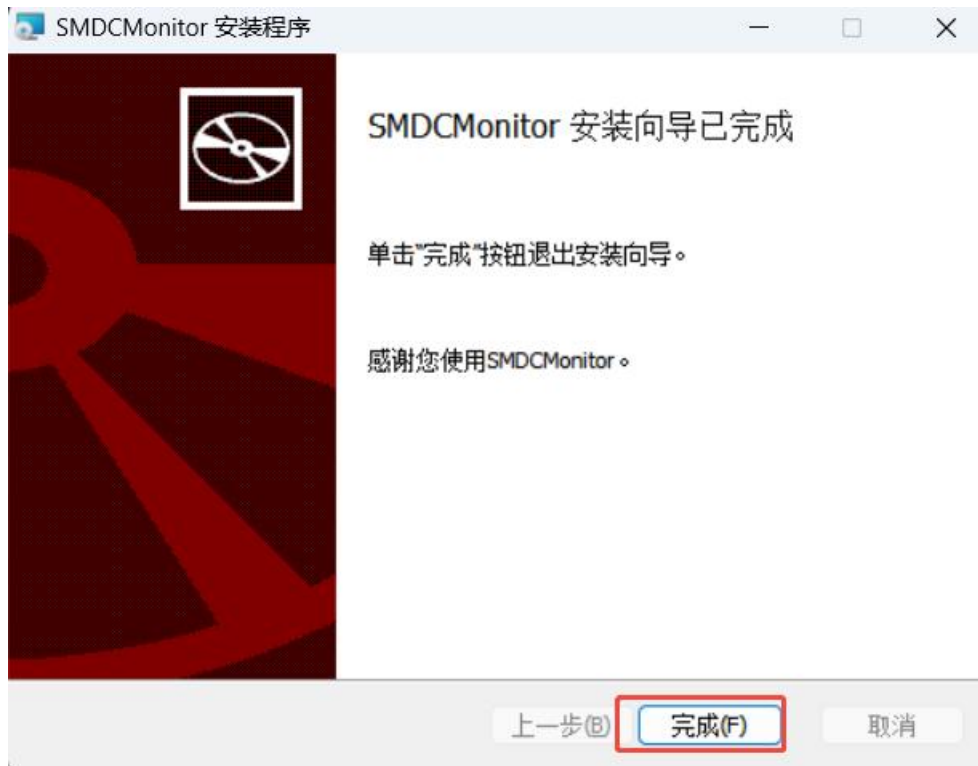 SMDCMonitor 安装程序
SMDCMonitor 安装向导已完成
单击"完成"按钮退出安装向导。
感谢您使用SMDCMonitor。
上一步(B) 完成(F) 取消